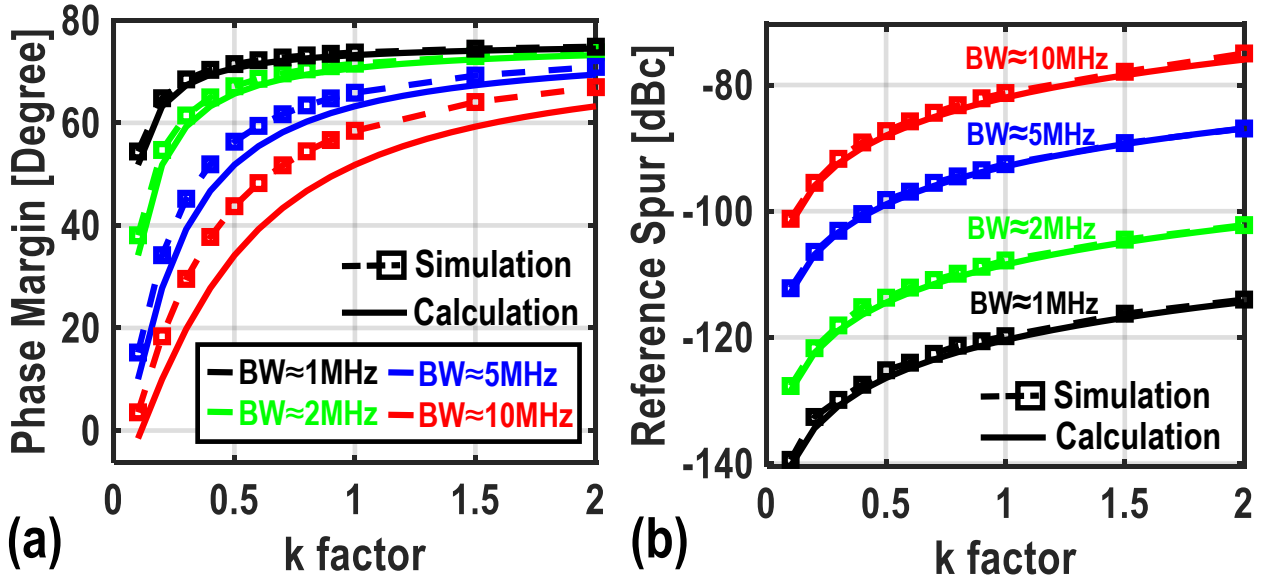 Phase Margin [Degree]
80
60
40
20
0
Simulation
Calculation
BW≈1MHz
BW≈5MHz
BW≈2MHz
BW≈10MHz
0
0.5
1
1.5
2
k factor
(a)
Reference Spur [dBc]
-80
-100
-120
-140
BW≈10MHz
BW≈5MHz
BW≈2MHz
BW≈1MHz
Simulation
Calculation
0
0.5
1
1.5
2
k factor
(b)